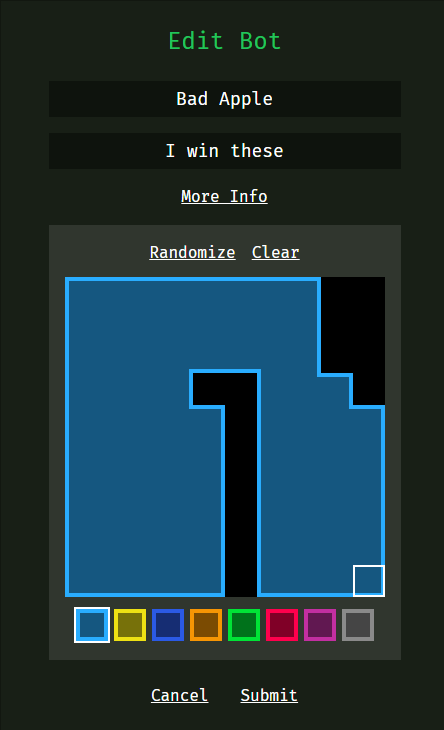 Edit Bot
Bad Apple
I win these
More Info
Randomize Clear
Cancel Submit